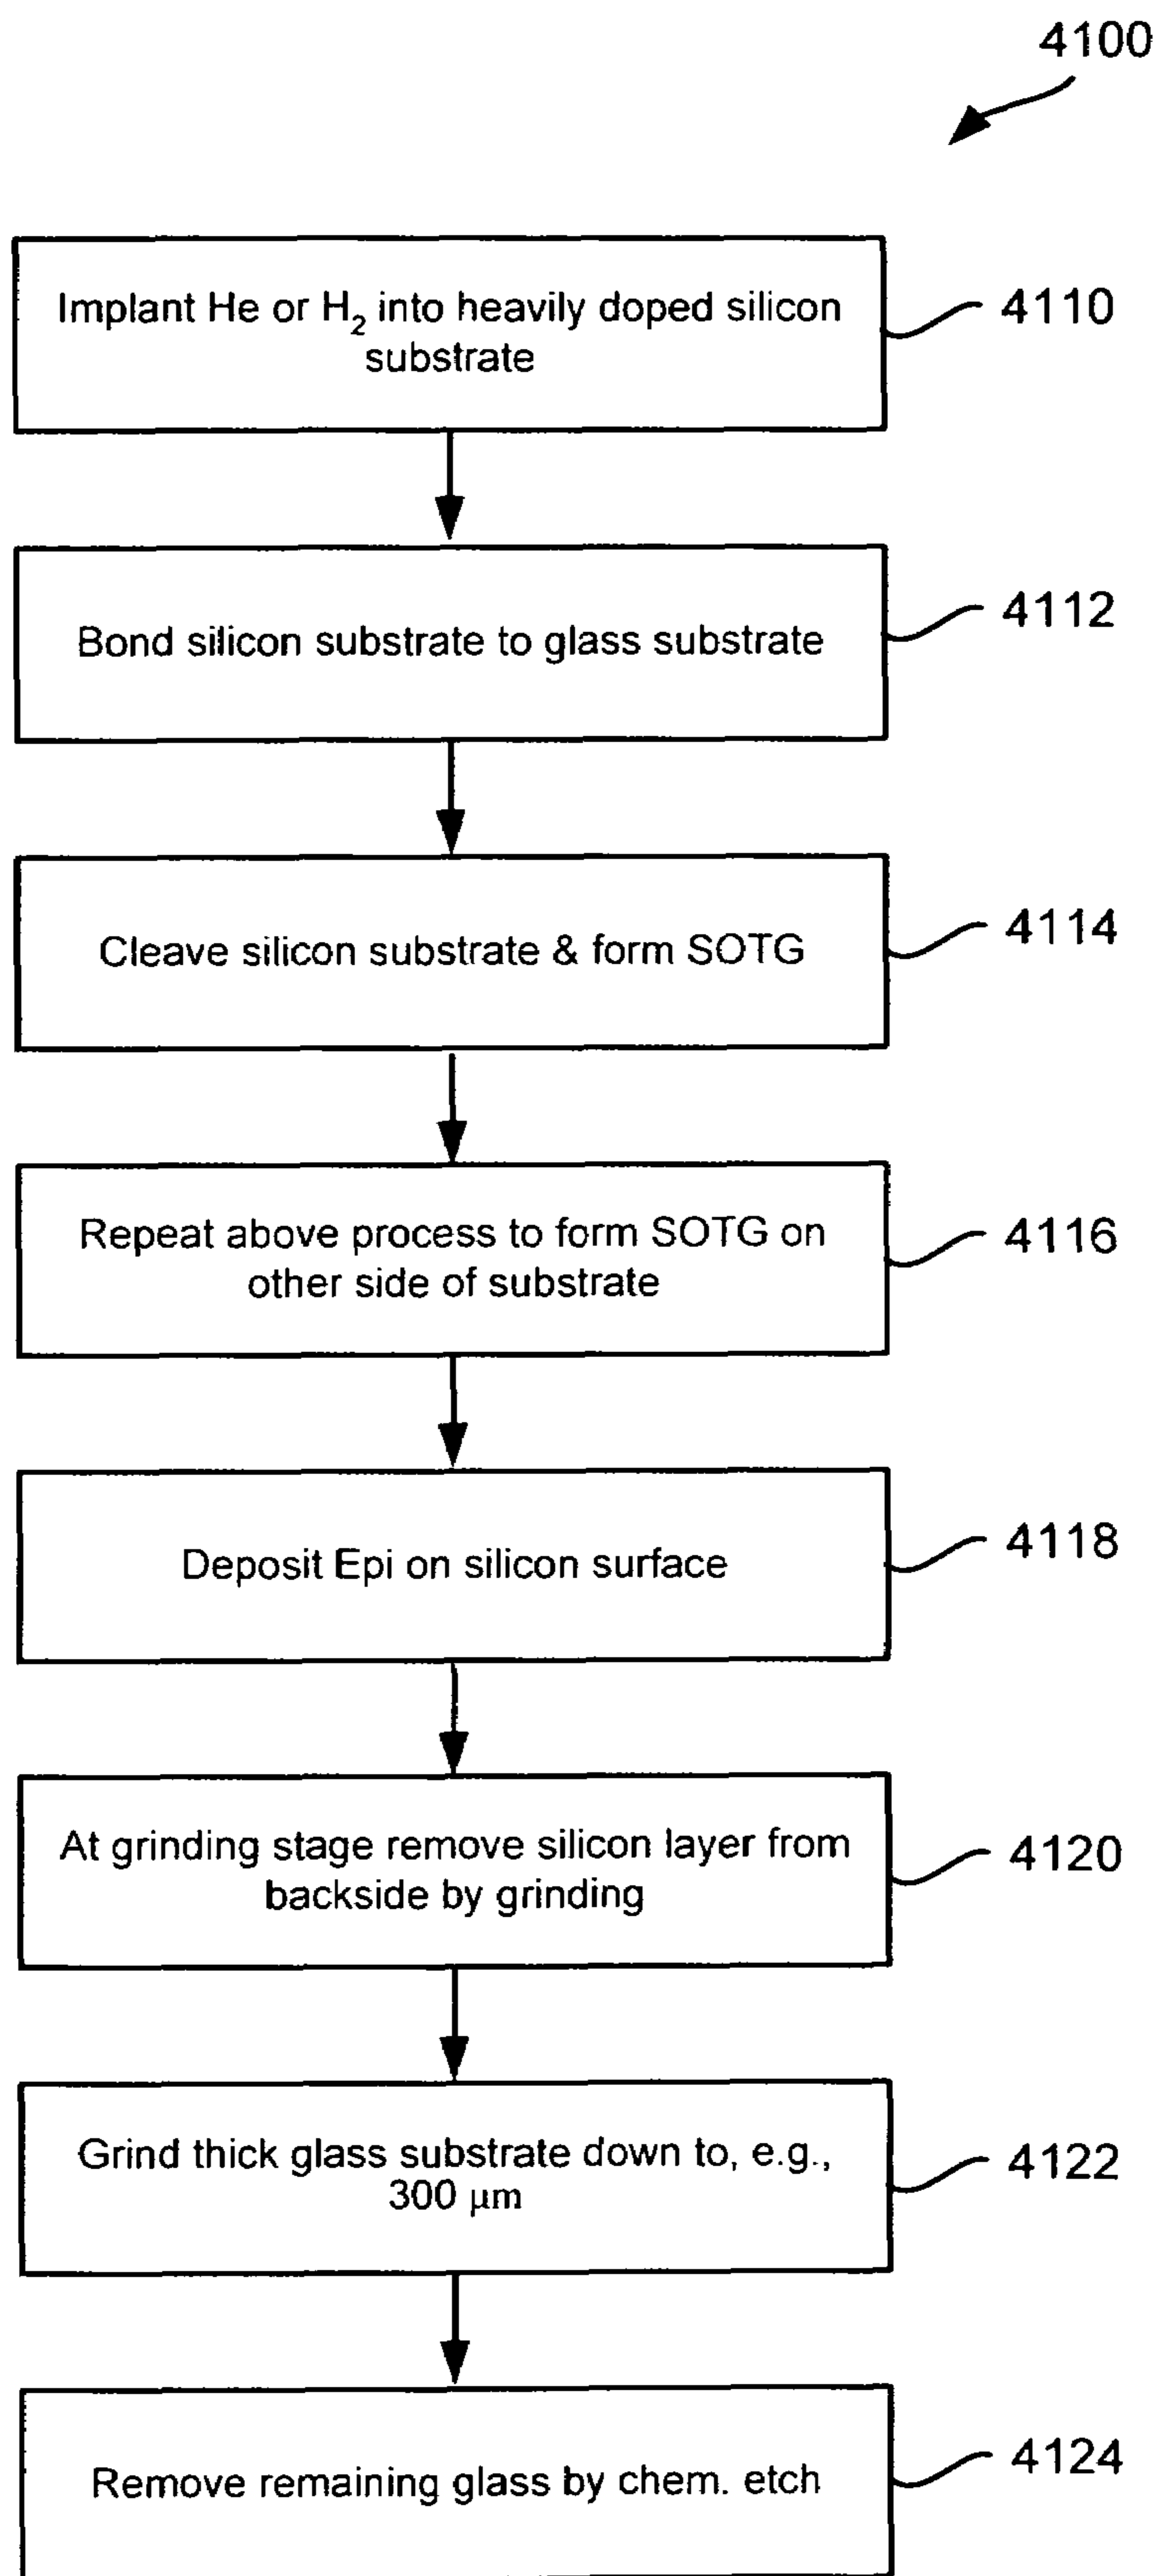 4100
Implant He or H2 into heavily doped silicon
substrate
4110
Bond silicon substrate to glass substrate
4112
Cleave silicon substrate & form SOTG
4114
Repeat above process to form SOTG on
other side of substrate
4116
Deposit Epi on silicon surface
4118
At grinding stage remove silicon layer from
backside by grinding
4120
Grind thick glass substrate down to, e.g.,
300 μm
4122
Remove remaining glass by chem. etch
4124